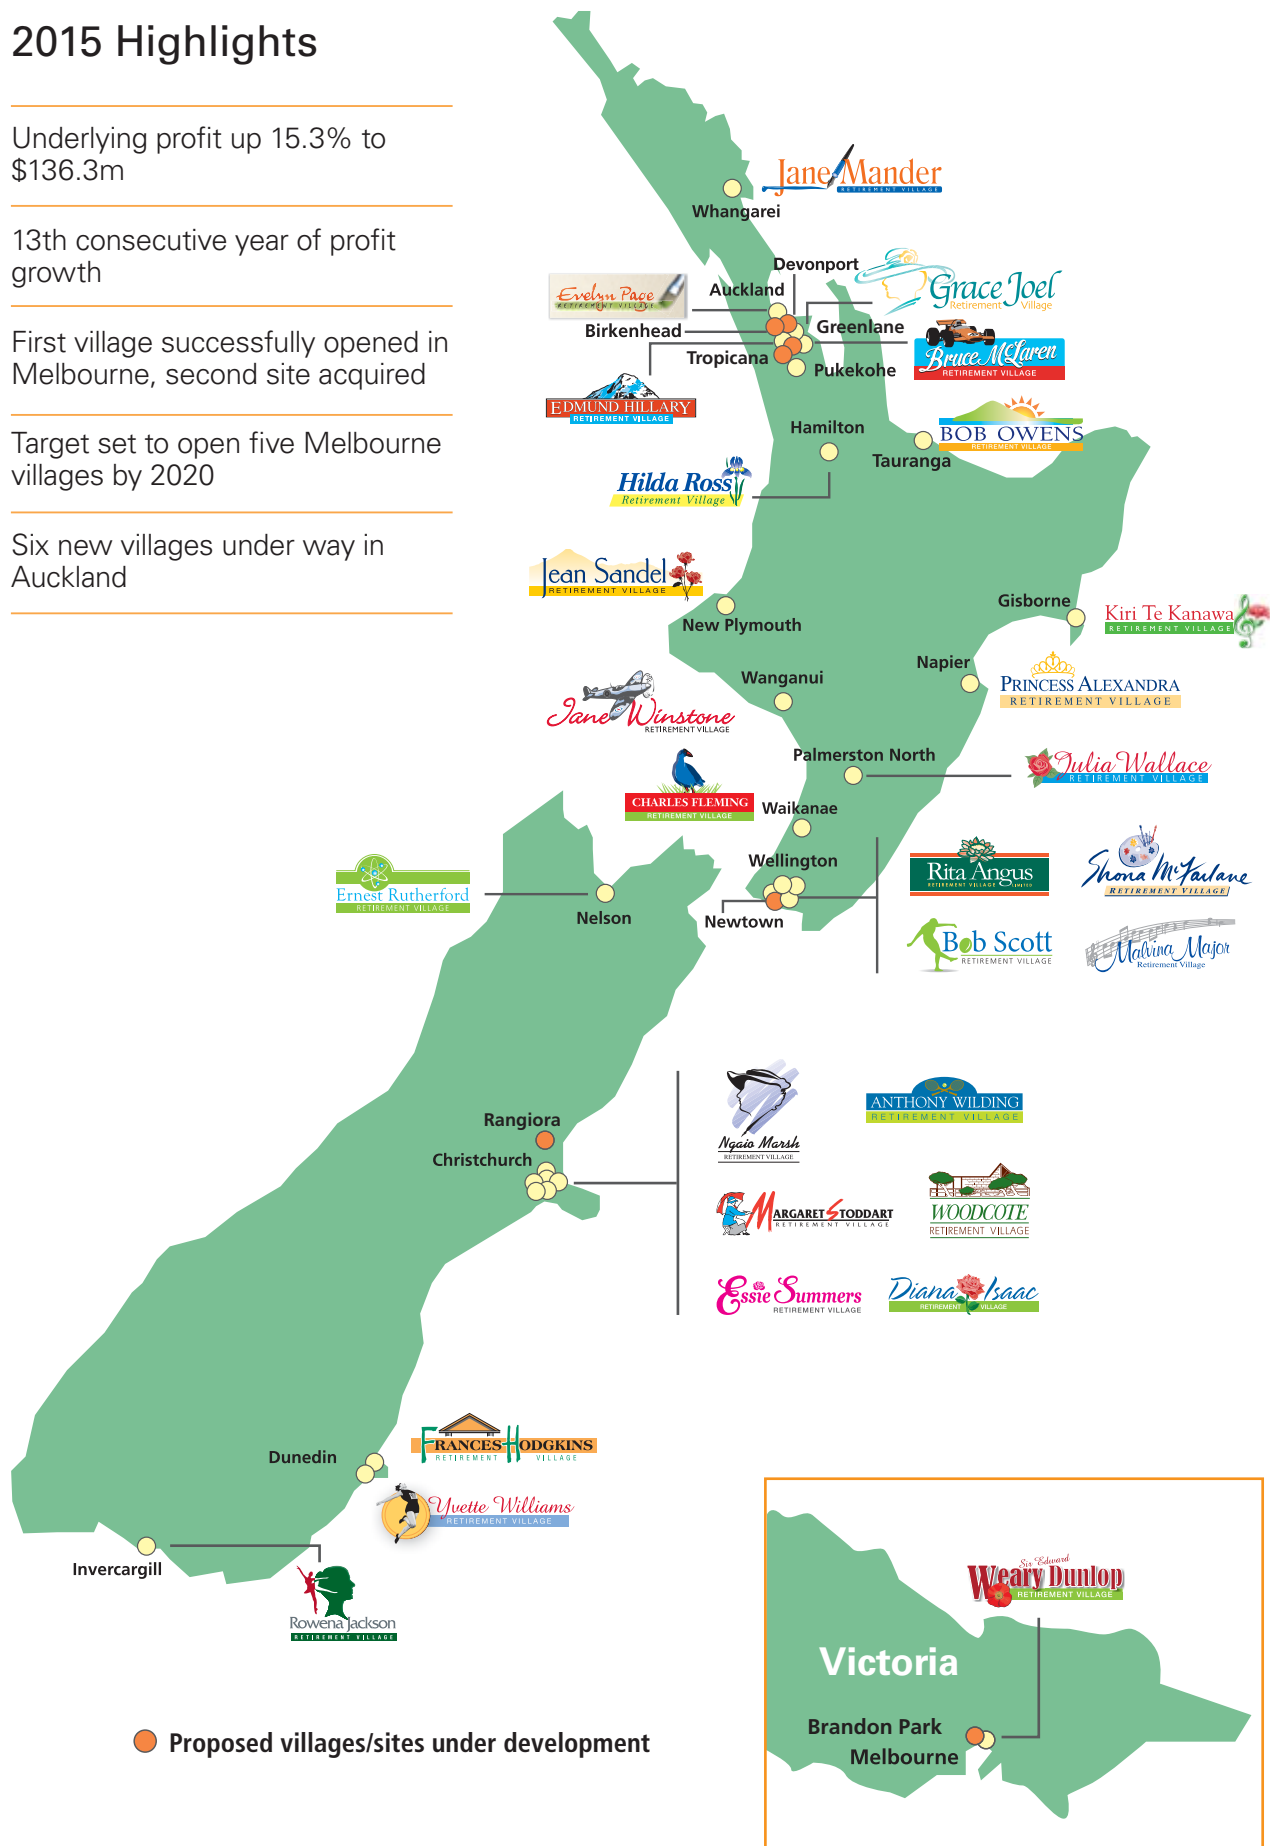 2015 Highlights
Underlying profit up 15.3% to
$136.3m
13th consecutive year of profit
growth
First village successfully opened in
Melbourne, second site acquired
Target set to open five Melbourne
villages by 2020
Six new villages under way in
Auckland
Jane Mander
RETIREMENT VILLAGE
Whangarei
Devonport
Auckland
Evelyn Page
RETIREMENT VILLAGE
Grace Joel
Retirement Village
Birkenhead
Greenlane
Bruce McLaren
RETIREMENT VILLAGE
Tropicana
Pukekohe
EDMUND HILLARY
RETIREMENT VILLAGE
Hamilton
Tauranga
BOB OWENS
RETIREMENT VILLAGE
Hilda Ross
Retirement Village
Jean Sandel
RETIREMENT VILLAGE
New Plymouth
Gisborne
Kiri Te Kanawa
RETIREMENT VILLAGE
Napier
PRINCESS ALEXANDRA
RETIREMENT VILLAGE
Wanganui
Jane Winstone
RETIREMENT VILLAGE
Palmerston North
Julia Wallace
RETIREMENT VILLAGE
CHARLES FLEMING
RETIREMENT VILLAGE
Waikanae
Wellington
Newtown
Rita Angus
RETIREMENT VILLAGE LIMITED
Shona McFarlane
RETIREMENT VILLAGE
Bob Scott
RETIREMENT VILLAGE
Malvina Major
Retirement Village
Ernest Rutherford
RETIREMENT VILLAGE
Nelson
Rangiora
Christchurch
Ngaio Marsh
RETIREMENT VILLAGE
ANTHONY WILDING
RETIREMENT VILLAGE
MARGARET STODDART
RETIREMENT VILLAGE
WOODCOTE
RETIREMENT VILLAGE
Essie Summers
RETIREMENT VILLAGE
Diana Isaac
RETIREMENT VILLAGE
Dunedin
FRANCES HODGKINS
RETIREMENT VILLAGE
Yvette Williams
RETIREMENT VILLAGE
Invercargill
Rowena Jackson
RETIREMENT VILLAGE
Sir Edward
Weary Dunlop
RETIREMENT VILLAGE
Victoria
Brandon Park
Melbourne
Proposed villages/sites under development